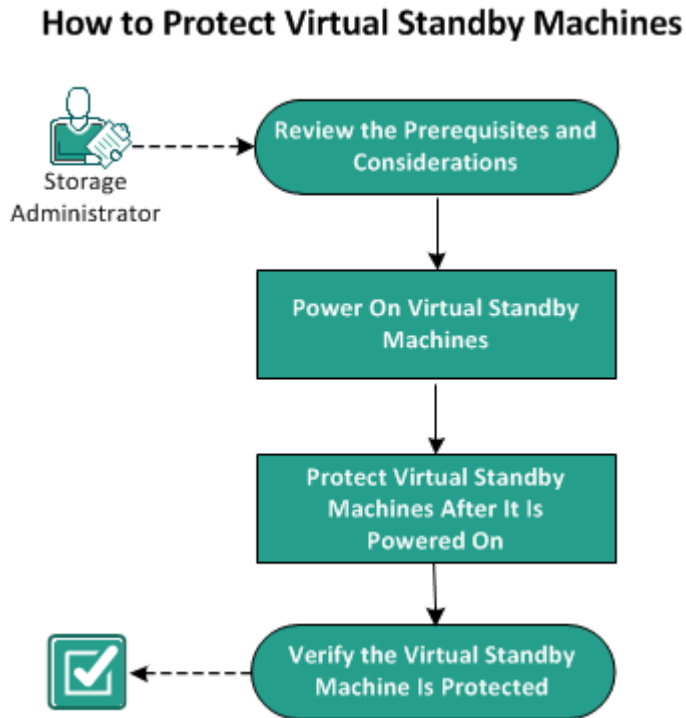 How to Protect Virtual Standby Machines
Storage
Administrator
Review the Prerequisites and
Considerations
Power On Virtual Standby
Machines
Protect Virtual Standby
Machines After It Is
Powered On
Verify the Virtual Standby
Machine Is Protected